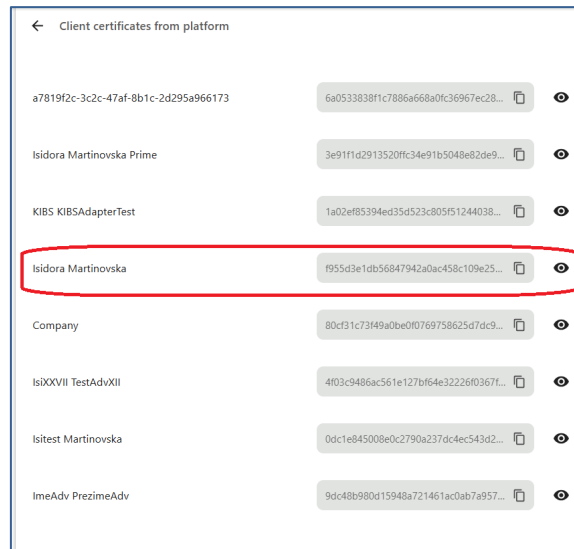 Client certificates from platform
a7819f2c-3c2c-47af-8b1c-2d295a966173 6a0533838f1c7886a668a0fc36967ec28...
Isidora Martinovska Prime 3e91f1d2913520ffc34e91b5048e82de9...
KIBS KIBSAdapterTest 1a02ef85394ed35d523c805f51244038...
Isidora Martinovska f955d3e1db56847942a0ac458c109e25...
Company 80cf31c73f49a0be0f0769758625d7dc9...
IsiXXVII TestAdvXII 4f03c9486ac561e127bf64e32226f0367f...
Isitest Martinovska 0dc1e845008e0c2790a237dc4ec543d2...
ImeAdv PrezimeAdv 9dc48b980d15948a721461ac0ab7a957...